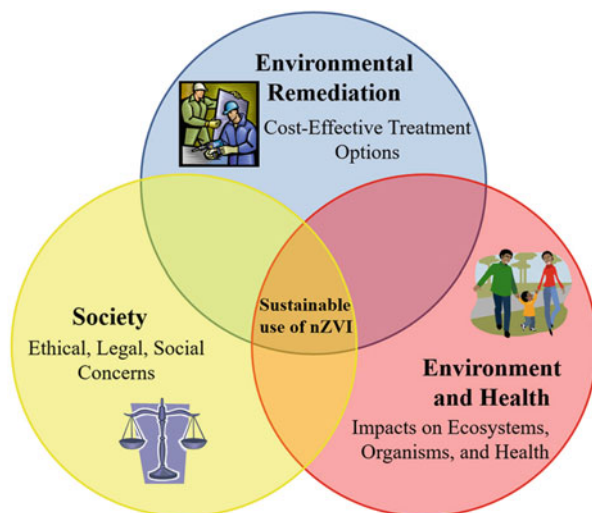 Environmental
Remediation
Cost-Effective Treatment
Options
Sustainable
use of nZVI
Society
Ethical, Legal, Social
Concerns
Environment
and Health
Impacts on Ecosystems,
Organisms, and Health